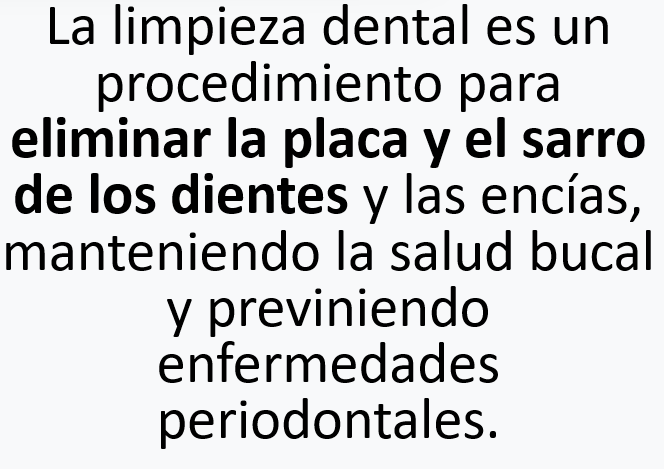 La limpieza dental es un
procedimiento para
eliminar la placa y el sarro
de los dientes y las encías,
manteniendo la salud bucal
y previniendo
enfermedades
periodontales.